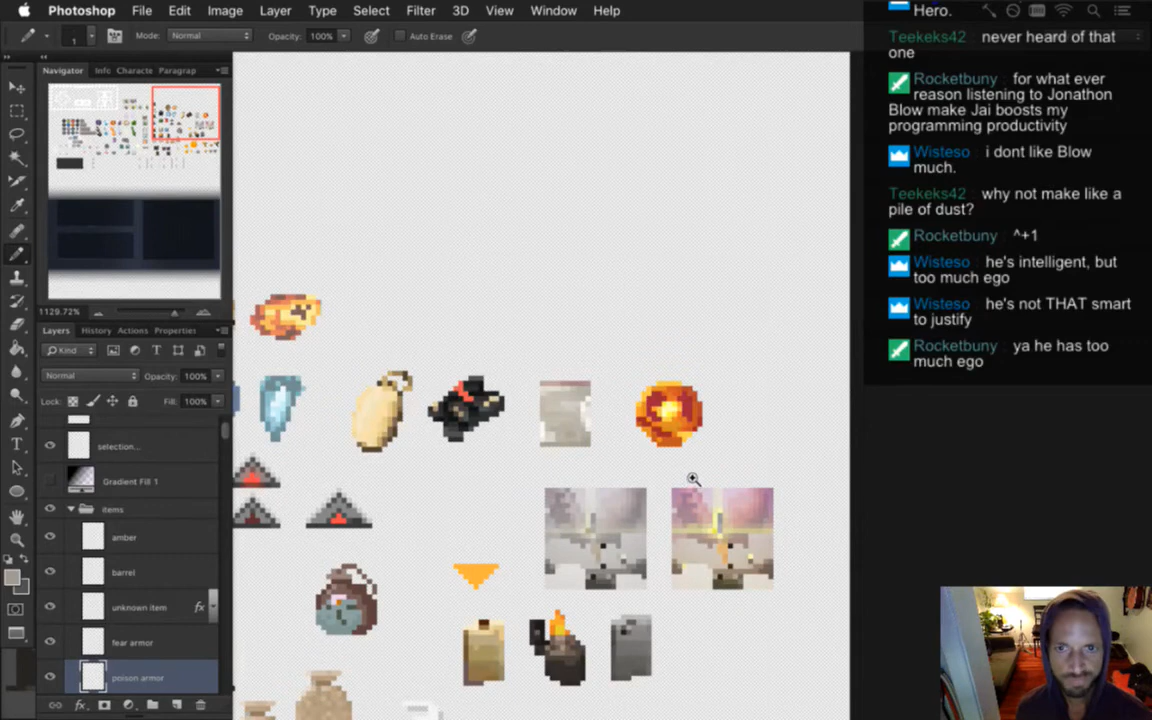 Photoshop File Edit Image Layer Type Select Filter 3D View Window Help
1 Mode: Normal Opacity: 100% Auto Erase
Navigator Info Characte Paragrap
1129.72%
Layers History Actions Properties
Kind
Normal Opacity: 100%
Lock: Fill: 100%
selection...
Gradient Fill 1
items
amber
barrel
unknown item fx
fear armor
poison armor
fx
Hero.
Teekeks42 never heard of that
one
Rocketbuny for what ever
reason listening to Jonathon
Blow make Jai boosts my
programming productivity
Wisteso i dont like Blow
much.
Teekeks42 why not make like a
pile of dust?
Rocketbuny ^+1
Wisteso he's intelligent, but
too much ego
Wisteso he's not THAT smart
to justify
Rocketbuny ya he has too
much ego